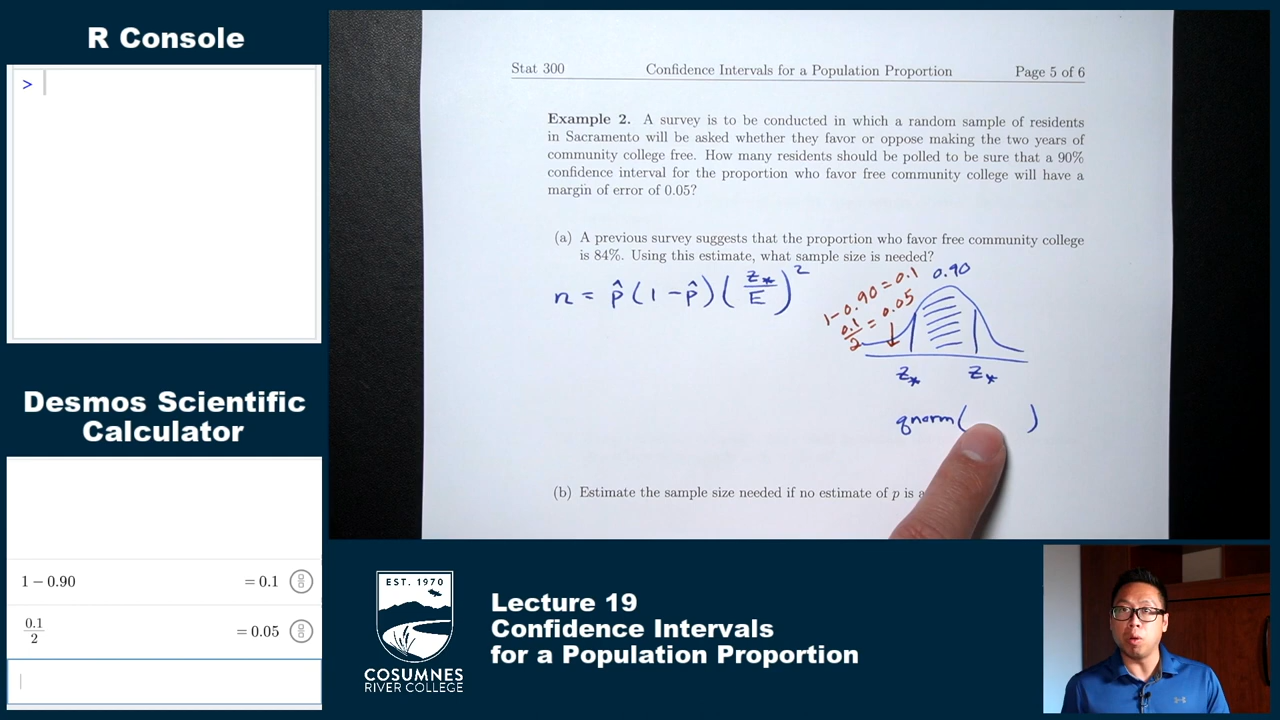 R Console
>
Desmos Scientific
Calculator
1 − 0.90 = 0.1
0.1/2 = 0.05
Stat 300 Confidence Intervals for a Population Proportion Page 5 of 6
Example 2. A survey is to be conducted in which a random sample of residents
in Sacramento will be asked whether they favor or oppose making the two years of
community college free. How many residents should be polled to be sure that a 90%
confidence interval for the proportion who favor free community college will have a
margin of error of 0.05?
(a) A previous survey suggests that the proportion who favor free community college
is 84%. Using this estimate, what sample size is needed?
n = p̂ (1 − p̂) (z* / E)²
0.90
1 − 0.90 = 0.1
0.1/2 = 0.05
z* z*
qnorm( )
(b) Estimate the sample size needed if no estimate of p is
EST. 1970
COSUMNES
RIVER COLLEGE
Lecture 19
Confidence Intervals
for a Population Proportion